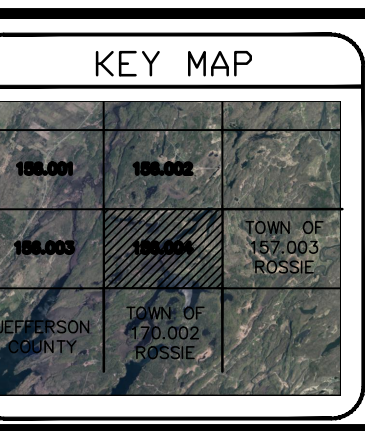 KEY MAP
156.001 156.002
156.003 156.004 TOWN OF
157.003
ROSSIE
JEFFERSON
COUNTY
TOWN OF
170.002
ROSSIE